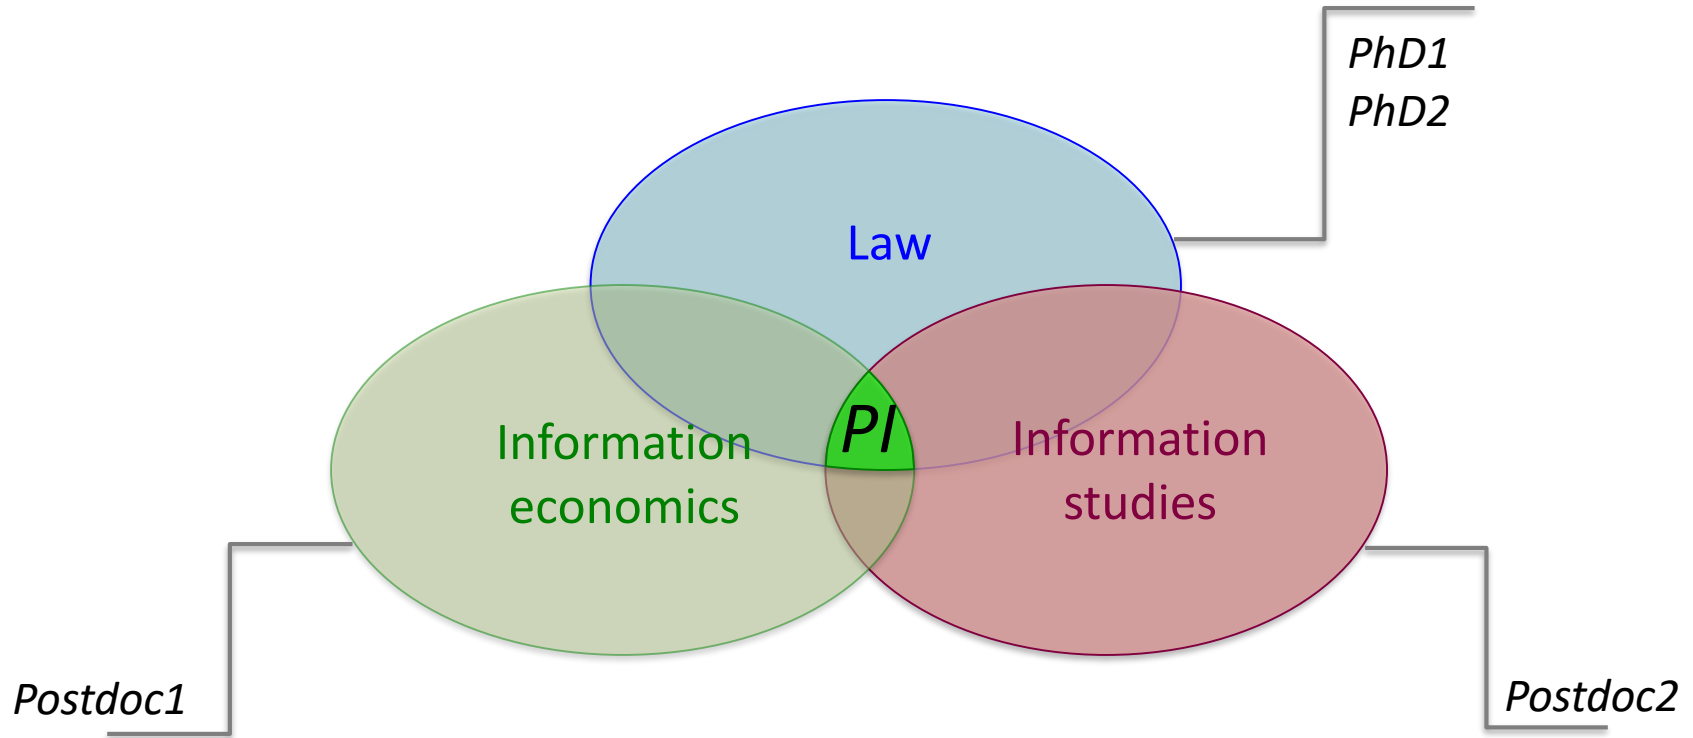 PhD1
PhD2
Law
PI
Information
economics
Information
studies
Postdoc1
Postdoc2